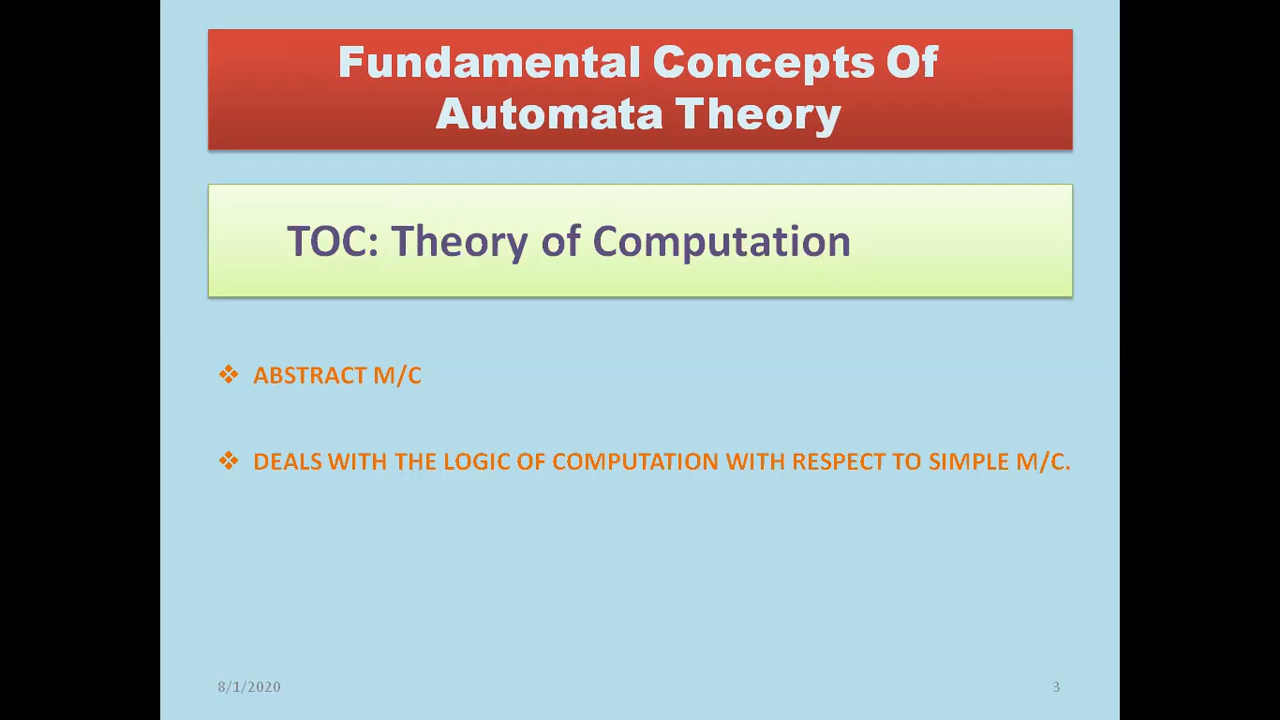 Fundamental Concepts Of
Automata Theory
TOC: Theory of Computation
❖ ABSTRACT M/C
❖ DEALS WITH THE LOGIC OF COMPUTATION WITH RESPECT TO SIMPLE M/C.
8/1/2020
3